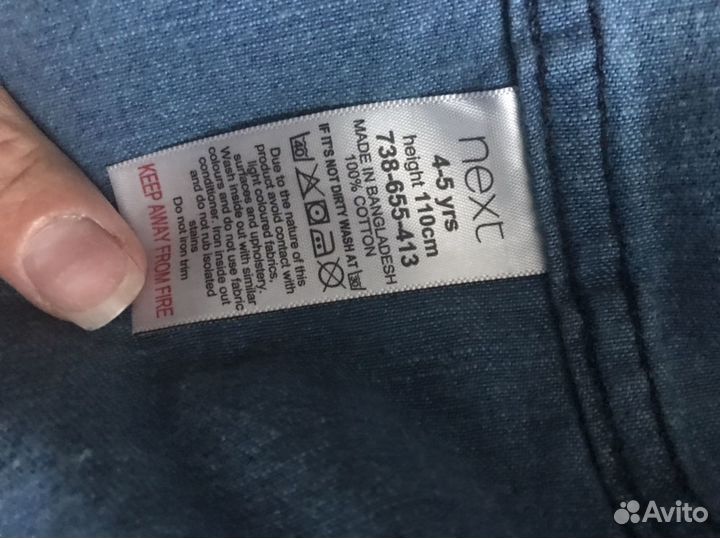 next
4-5 yrs
height 110cm
738-655-413
MADE IN BANGLADESH
100% COTTON
IF IT'S NOT DIRTY WASH AT 30
40
Due to the nature of this
product avoid contact with
light coloured fabrics,
surfaces and upholstery.
Wash inside out with similar
colours and do not use fabric
conditioner. Iron inside out
and do not rub isolated
stains
Do not iron trim
KEEP AWAY FROM FIRE
Avito